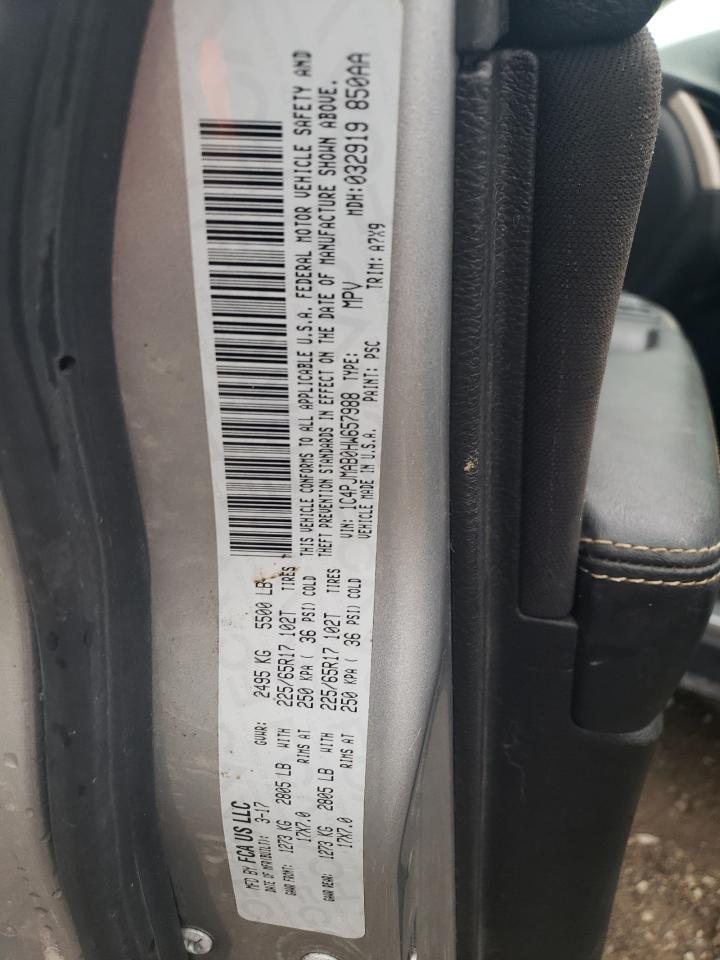 MFD BY FCA US LLC
DATE OF MFR(BUILT): 3-17 GVWR: 2495 KG 5500 LB
GAWR FRONT: 1273 KG 2805 LB WITH 225/65R17 102T TIRES
17X7.0 RIMS AT 250 KPA ( 36 PSI) COLD
GAWR REAR: 1273 KG 2805 LB WITH 225/65R17 102T TIRES
17X7.0 RIMS AT 250 KPA ( 36 PSI) COLD
THIS VEHICLE CONFORMS TO ALL APPLICABLE U.S.A. FEDERAL MOTOR VEHICLE SAFETY AND
THEFT PREVENTION STANDARDS IN EFFECT ON THE DATE OF MANUFACTURE SHOWN ABOVE.
VIN: 1C4PJMAB0HW657988 TYPE: MPV MDH:032919 850AA
VEHICLE MADE IN U.S.A. PAINT: PSC TRIM: A7X9